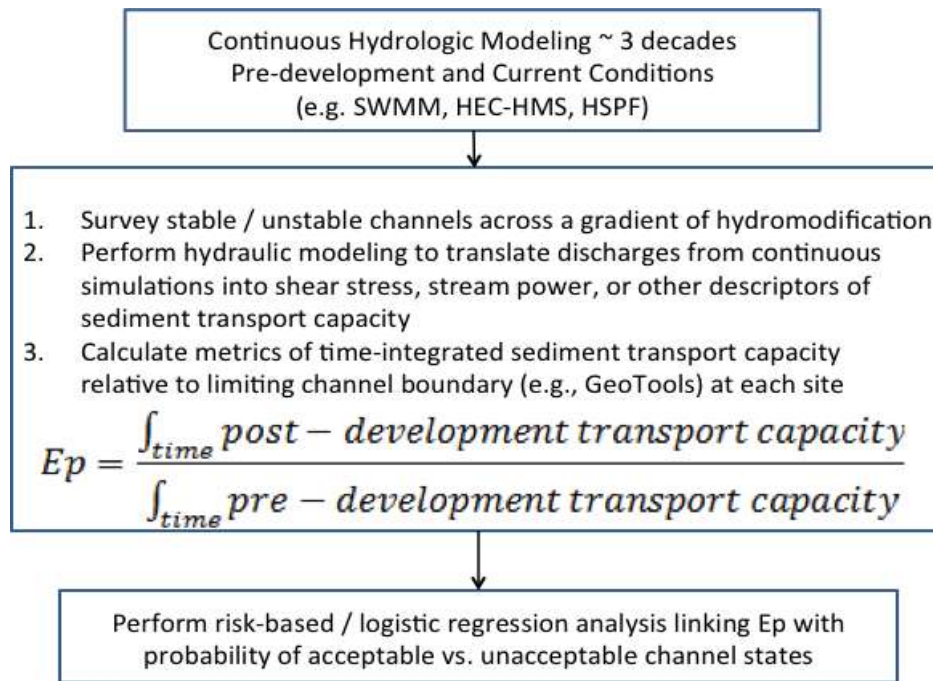 Continuous Hydrologic Modeling ~ 3 decades
Pre-development and Current Conditions
(e.g. SWMM, HEC-HMS, HSPF)
1. Survey stable / unstable channels across a gradient of hydromodification
2. Perform hydraulic modeling to translate discharges from continuous
simulations into shear stress, stream power, or other descriptors of
sediment transport capacity
3. Calculate metrics of time-integrated sediment transport capacity
relative to limiting channel boundary (e.g., GeoTools) at each site
Ep = ∫time post − development transport capacity
∫time pre − development transport capacity
Perform risk-based / logistic regression analysis linking Ep with
probability of acceptable vs. unacceptable channel states